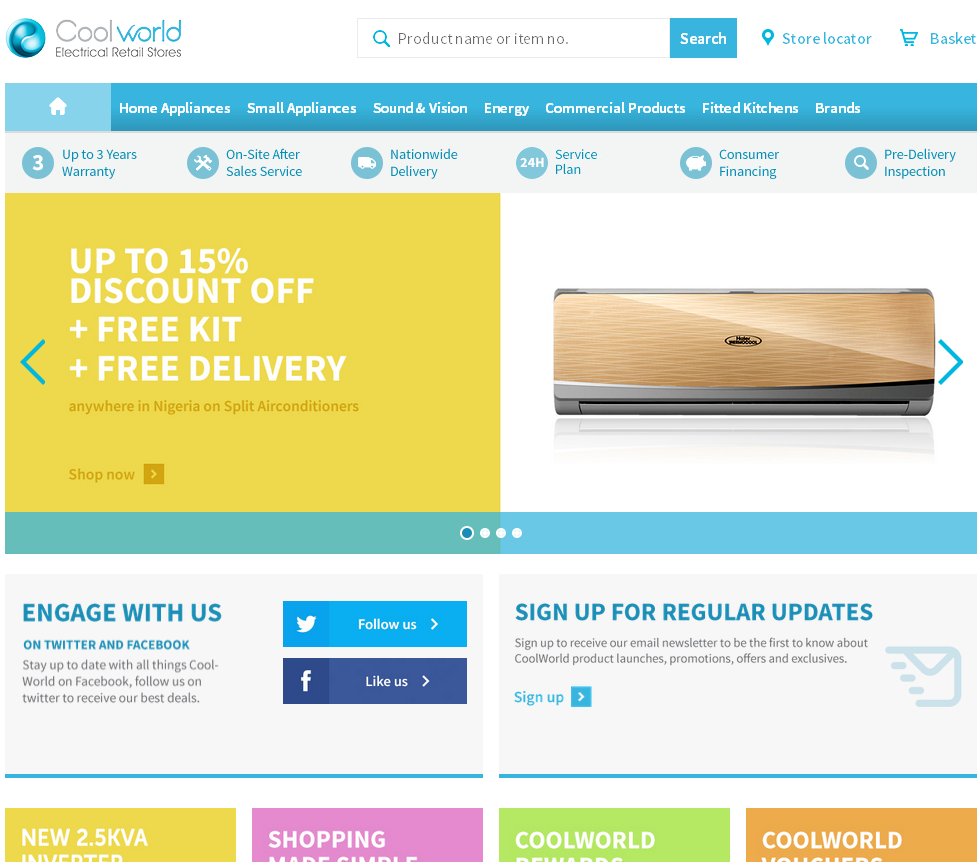 Cool world
Electrical Retail Stores
Product name or item no.
Search
Store locator
Basket
Home Appliances Small Appliances Sound & Vision Energy Commercial Products Fitted Kitchens Brands
3
Up to 3 Years
Warranty
On-Site After
Sales Service
Nationwide
Delivery
24H
Service
Plan
Consumer
Financing
Pre-Delivery
Inspection
UP TO 15%
DISCOUNT OFF
+ FREE KIT
+ FREE DELIVERY
anywhere in Nigeria on Split Airconditioners
Shop now
Haier
THERMOCOOL
ENGAGE WITH US
ON TWITTER AND FACEBOOK
Stay up to date with all things Cool-
World on Facebook, follow us on
twitter to receive our best deals.
Follow us
Like us
SIGN UP FOR REGULAR UPDATES
Sign up to receive our email newsletter to be the first to know about
CoolWorld product launches, promotions, offers and exclusives.
Sign up
NEW 2.5KVA
INVERTER
SHOPPING
MADE SIMPLE
COOLWORLD
REWARDS
COOLWORLD
VOUCHERS